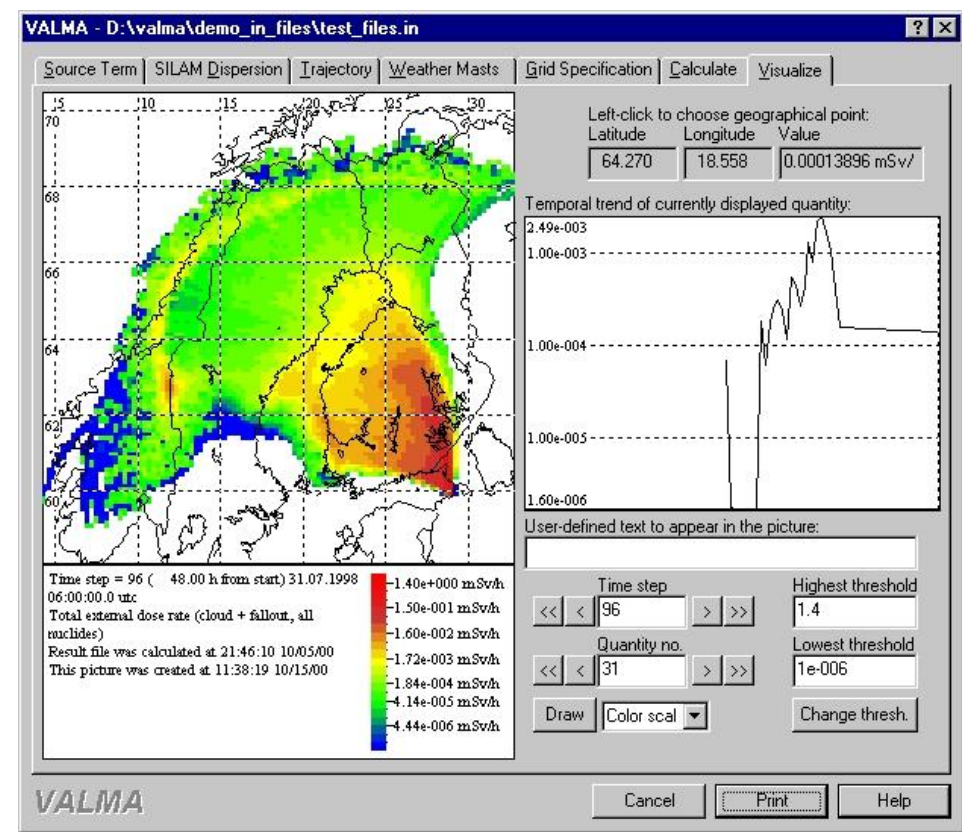 VALMA - D:\valma\demo_in_files\test_files.in
Source Term SILAM Dispersion Trajectory Weather Masts Grid Specification Calculate Visualize
5 10 15 20 25 30
70
68
66
64
62
60
Left-click to choose geographical point:
Latitude Longitude Value
64.270 18.558 0.00013896 mSv/
Temporal trend of currently displayed quantity:
2.49e-003
1.00e-003
1.00e-004
1.00e-005
1.60e-006
User-defined text to appear in the picture:
Time step = 96 ( 48.00 h from start) 31.07.1998
06:00:00.0 utc
Total external dose rate (cloud + fallout, all
nuclides)
Result file was calculated at 21:46:10 10/05/00
This picture was created at 11:38:19 10/15/00
1.40e+000 mSv/h
1.50e-001 mSv/h
1.60e-002 mSv/h
1.72e-003 mSv/h
1.84e-004 mSv/h
4.14e-005 mSv/h
4.44e-006 mSv/h
Time step Highest threshold
<< < 96 > >> 1.4
Quantity no. Lowest threshold
<< < 31 > >> 1e-006
Draw Color scal Change thresh.
VALMA Cancel Print Help